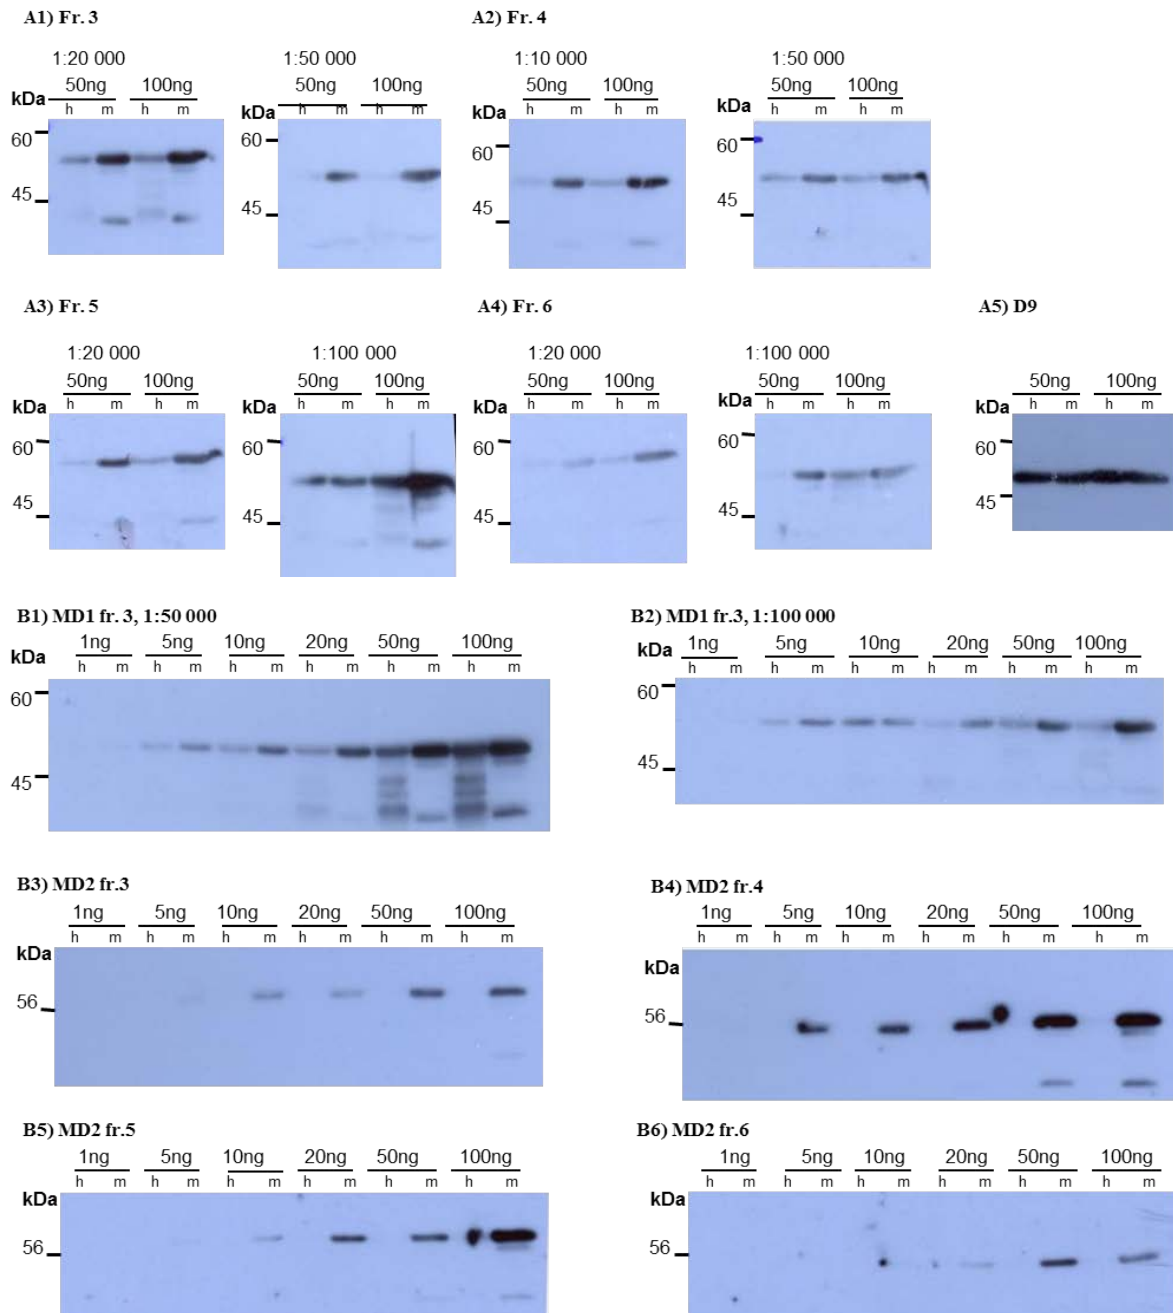 A1) Fr. 3
A2) Fr. 4
1:20 000
1:50 000
1:10 000
1:50 000
50ng 100ng
50ng 100ng
50ng 100ng
50ng 100ng
kDa h m h m
kDa h m h m
kDa h m h m
kDa h m h m
60
45
60
45
60
45
60
45
A3) Fr. 5
A4) Fr. 6
A5) D9
1:20 000
1:100 000
1:20 000
1:100 000
50ng 100ng
50ng 100ng
50ng 100ng
50ng 100ng
50ng 100ng
kDa h m h m
kDa h m h m
kDa h m h m
kDa h m h m
kDa h m h m
60
45
60
45
60
45
60
45
60
45
B1) MD1 fr. 3, 1:50 000
1ng 5ng 10ng 20ng 50ng 100ng
kDa h m h m h m h m h m h m
60
45
B2) MD1 fr.3, 1:100 000
1ng 5ng 10ng 20ng 50ng 100ng
kDa h m h m h m h m h m h m
60
45
B3) MD2 fr.3
1ng 5ng 10ng 20ng 50ng 100ng
h m h m h m h m h m h m
kDa
56
B4) MD2 fr.4
1ng 5ng 10ng 20ng 50ng 100ng
h m h m h m h m h m h m
kDa
56
B5) MD2 fr.5
1ng 5ng 10ng 20ng 50ng 100ng
h m h m h m h m h m h m
kDa
56
B6) MD2 fr.6
1ng 5ng 10ng 20ng 50ng 100ng
h m h m h m h m h m h m
kDa
56